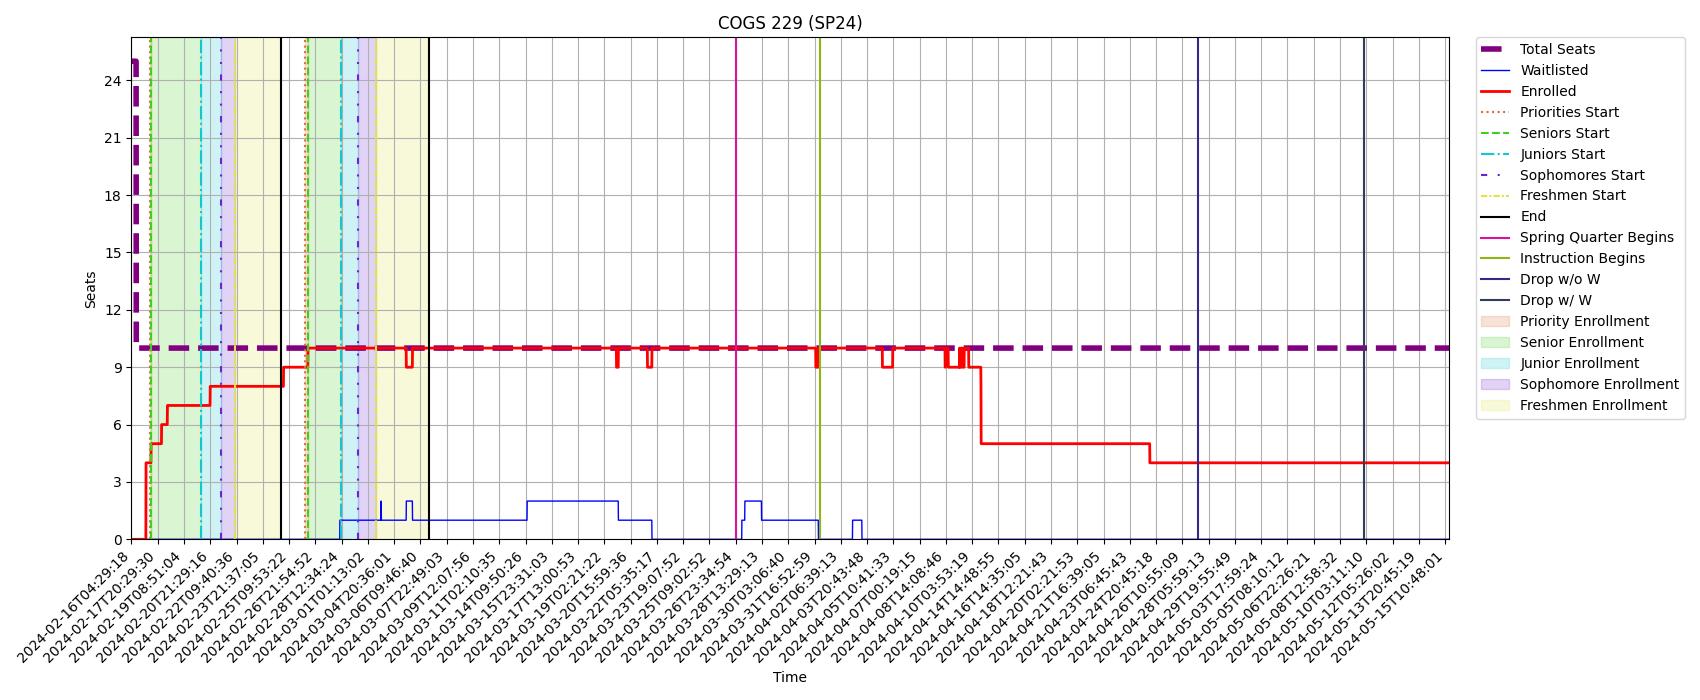 COGS 229 (SP24)
Seats
24
21
18
15
12
9
6
3
0
2024-02-16T04:29:18
2024-02-17T20:29:30
2024-02-19T08:51:04
2024-02-20T21:29:16
2024-02-22T09:40:36
2024-02-23T21:37:05
2024-02-25T09:53:22
2024-02-26T21:54:52
2024-02-28T12:34:24
2024-03-01T01:13:02
2024-03-04T20:36:01
2024-03-06T09:46:40
2024-03-07T22:49:03
2024-03-09T12:07:56
2024-03-11T02:10:35
2024-03-14T09:50:26
2024-03-15T23:31:03
2024-03-17T13:00:53
2024-03-19T02:21:22
2024-03-20T15:59:36
2024-03-22T05:35:17
2024-03-23T19:07:52
2024-03-25T09:02:52
2024-03-26T23:34:54
2024-03-28T13:29:13
2024-03-30T03:06:40
2024-03-31T16:52:59
2024-04-02T06:39:13
2024-04-03T20:43:48
2024-04-05T10:41:33
2024-04-07T00:19:15
2024-04-08T14:08:46
2024-04-10T03:53:19
2024-04-14T14:48:55
2024-04-16T14:35:05
2024-04-18T12:21:43
2024-04-20T02:21:53
2024-04-21T16:39:05
2024-04-23T06:45:43
2024-04-24T20:45:18
2024-04-26T10:55:09
2024-04-28T05:59:13
2024-04-29T19:55:49
2024-05-03T17:59:24
2024-05-05T08:10:12
2024-05-06T22:26:21
2024-05-08T12:58:32
2024-05-10T03:11:10
2024-05-12T05:26:02
2024-05-13T20:45:19
2024-05-15T10:48:01
Time
Total Seats
Waitlisted
Enrolled
Priorities Start
Seniors Start
Juniors Start
Sophomores Start
Freshmen Start
End
Spring Quarter Begins
Instruction Begins
Drop w/o W
Drop w/ W
Priority Enrollment
Senior Enrollment
Junior Enrollment
Sophomore Enrollment
Freshmen Enrollment